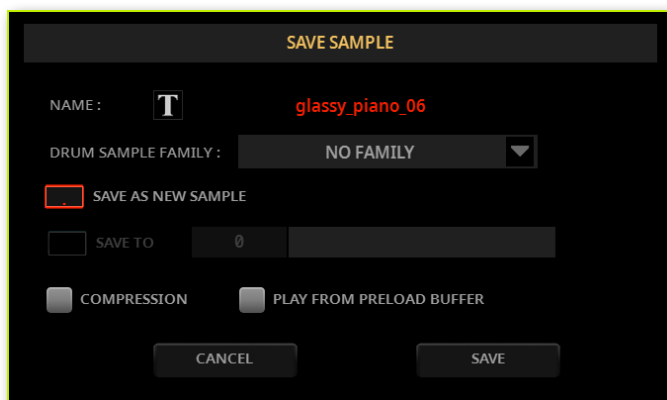 SAVE SAMPLE
NAME : T glassy_piano_06
DRUM SAMPLE FAMILY : NO FAMILY
SAVE AS NEW SAMPLE
SAVE TO 0
COMPRESSION PLAY FROM PRELOAD BUFFER
CANCEL SAVE